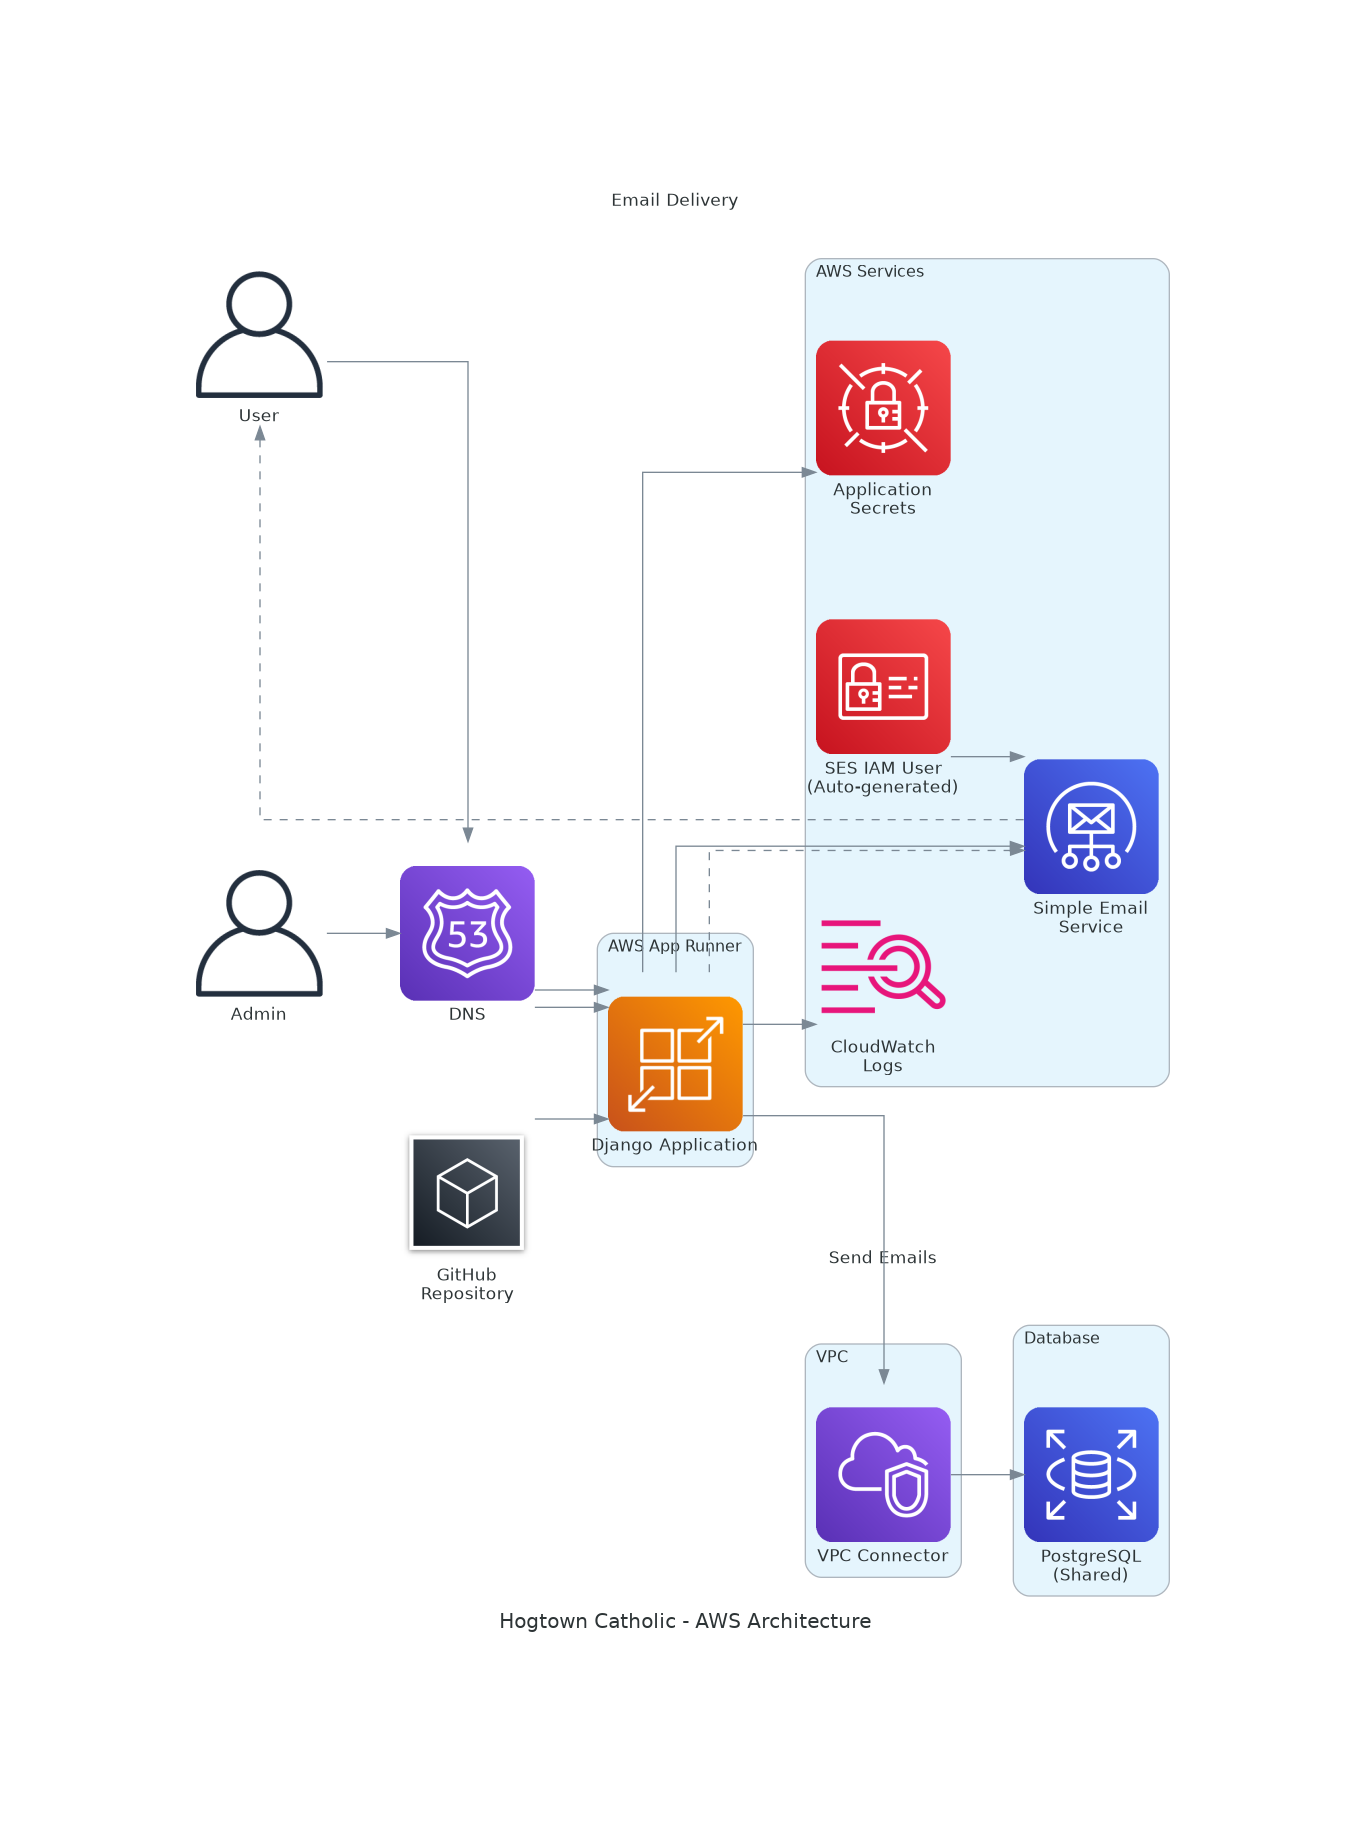 Email Delivery
AWS Services
User
Application
Secrets
SES IAM User
(Auto-generated)
Simple Email
Service
53
AWS App Runner
Admin
DNS
CloudWatch
Logs
Django Application
Send Emails
GitHub
Repository
Database
VPC
VPC Connector
PostgreSQL
(Shared)
Hogtown Catholic - AWS Architecture